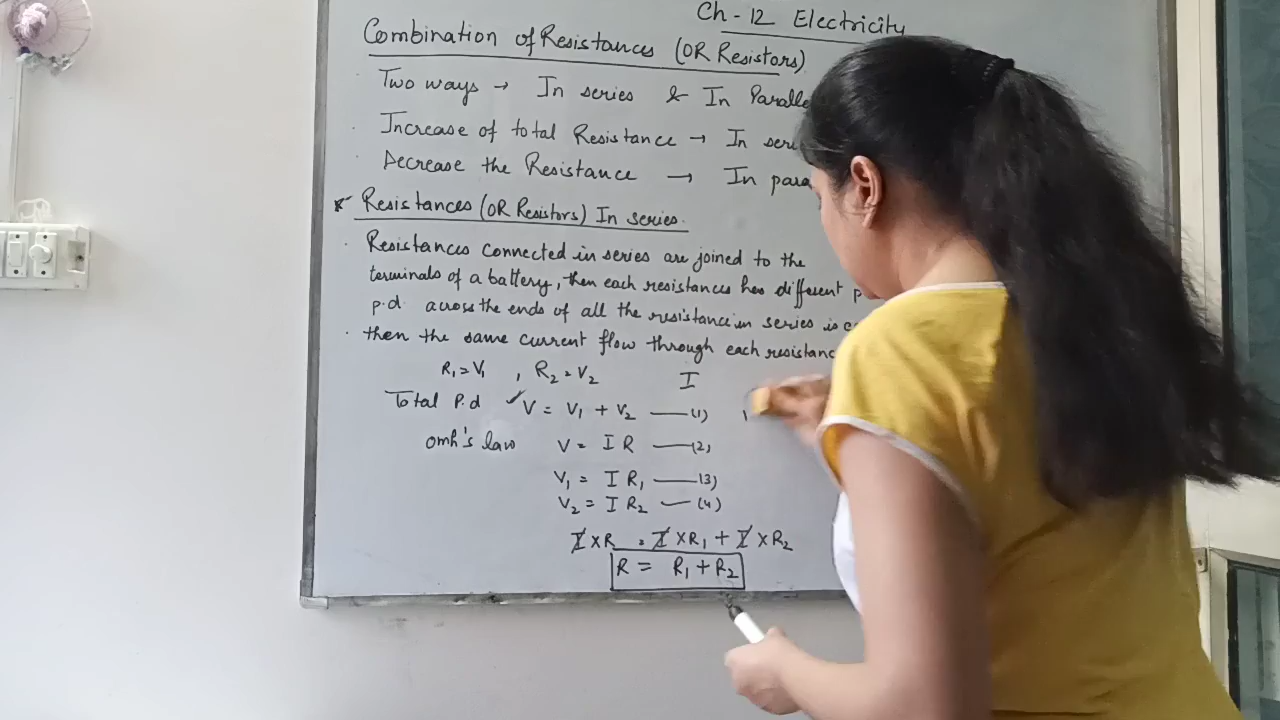 Ch - 12 Electricity
Combination of Resistances (OR Resistors)
Two ways → In series & In Paralle
Increase of total Resistance → In seri
Decrease the Resistance → In para
* Resistances (OR Resistors) In series.
Resistances connected in series are joined to the
terminals of a battery, then each resistances has different p
p.d across the ends of all the resistance in series is
then the same current flow through each resistanc
R₁ = V₁ , R₂ = V₂ I
Total P.d ✓ V = V₁ + V₂ —(1)
omh's law V = I R —(2)
V₁ = I R₁ —(3)
V₂ = I R₂ —(4)
I×R = I×R₁ + I×R₂
R = R₁ + R₂